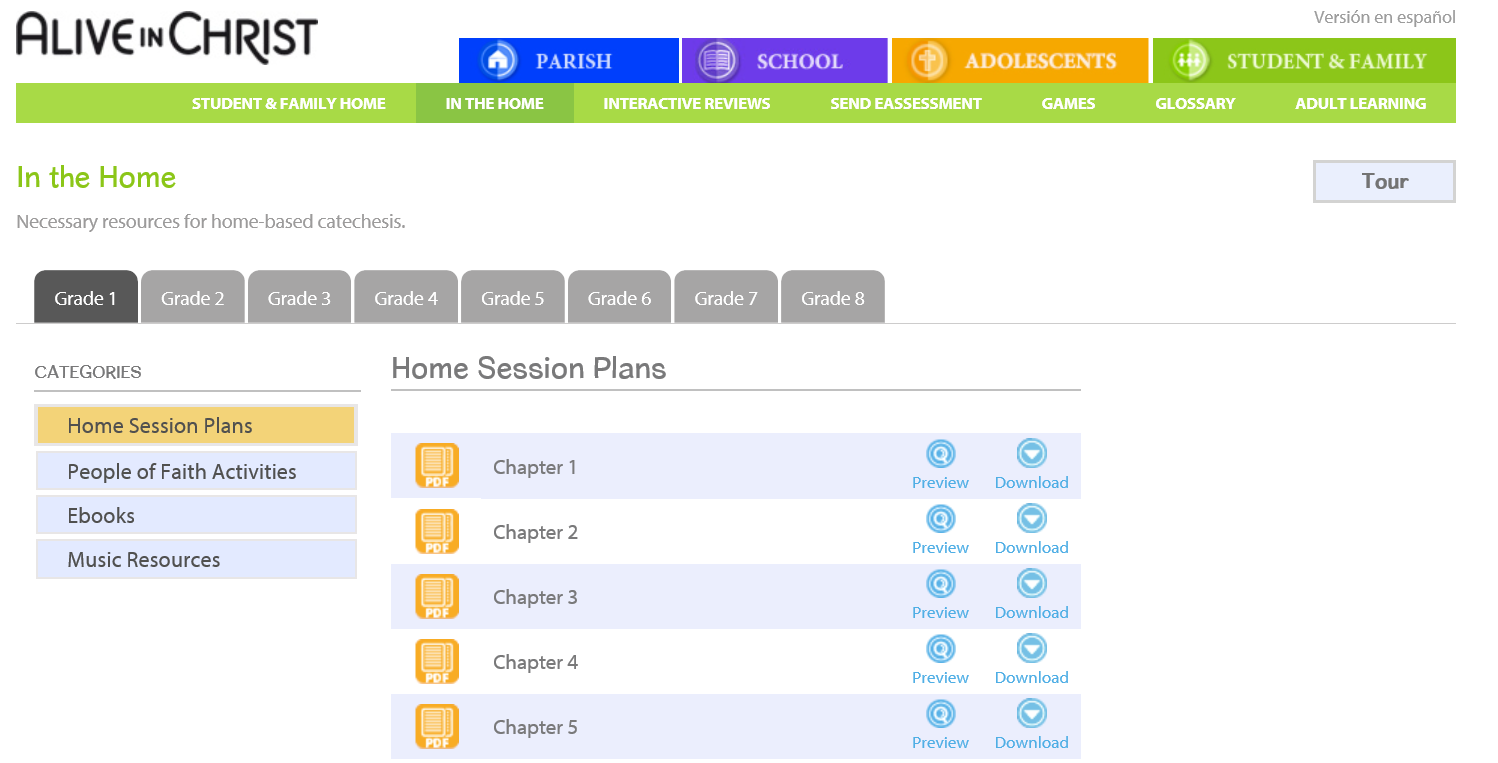 ALIVE IN CHRIST
Versión en español
PARISH
SCHOOL
ADOLESCENTS
STUDENT & FAMILY
STUDENT & FAMILY HOME
IN THE HOME
INTERACTIVE REVIEWS
SEND EASSESSMENT
GAMES
GLOSSARY
ADULT LEARNING
In the Home
Tour
Necessary resources for home-based catechesis.
Grade 1
Grade 2
Grade 3
Grade 4
Grade 5
Grade 6
Grade 7
Grade 8
CATEGORIES
Home Session Plans
People of Faith Activities
Ebooks
Music Resources
Home Session Plans
PDF Chapter 1 Preview Download
PDF Chapter 2 Preview Download
PDF Chapter 3 Preview Download
PDF Chapter 4 Preview Download
PDF Chapter 5 Preview Download